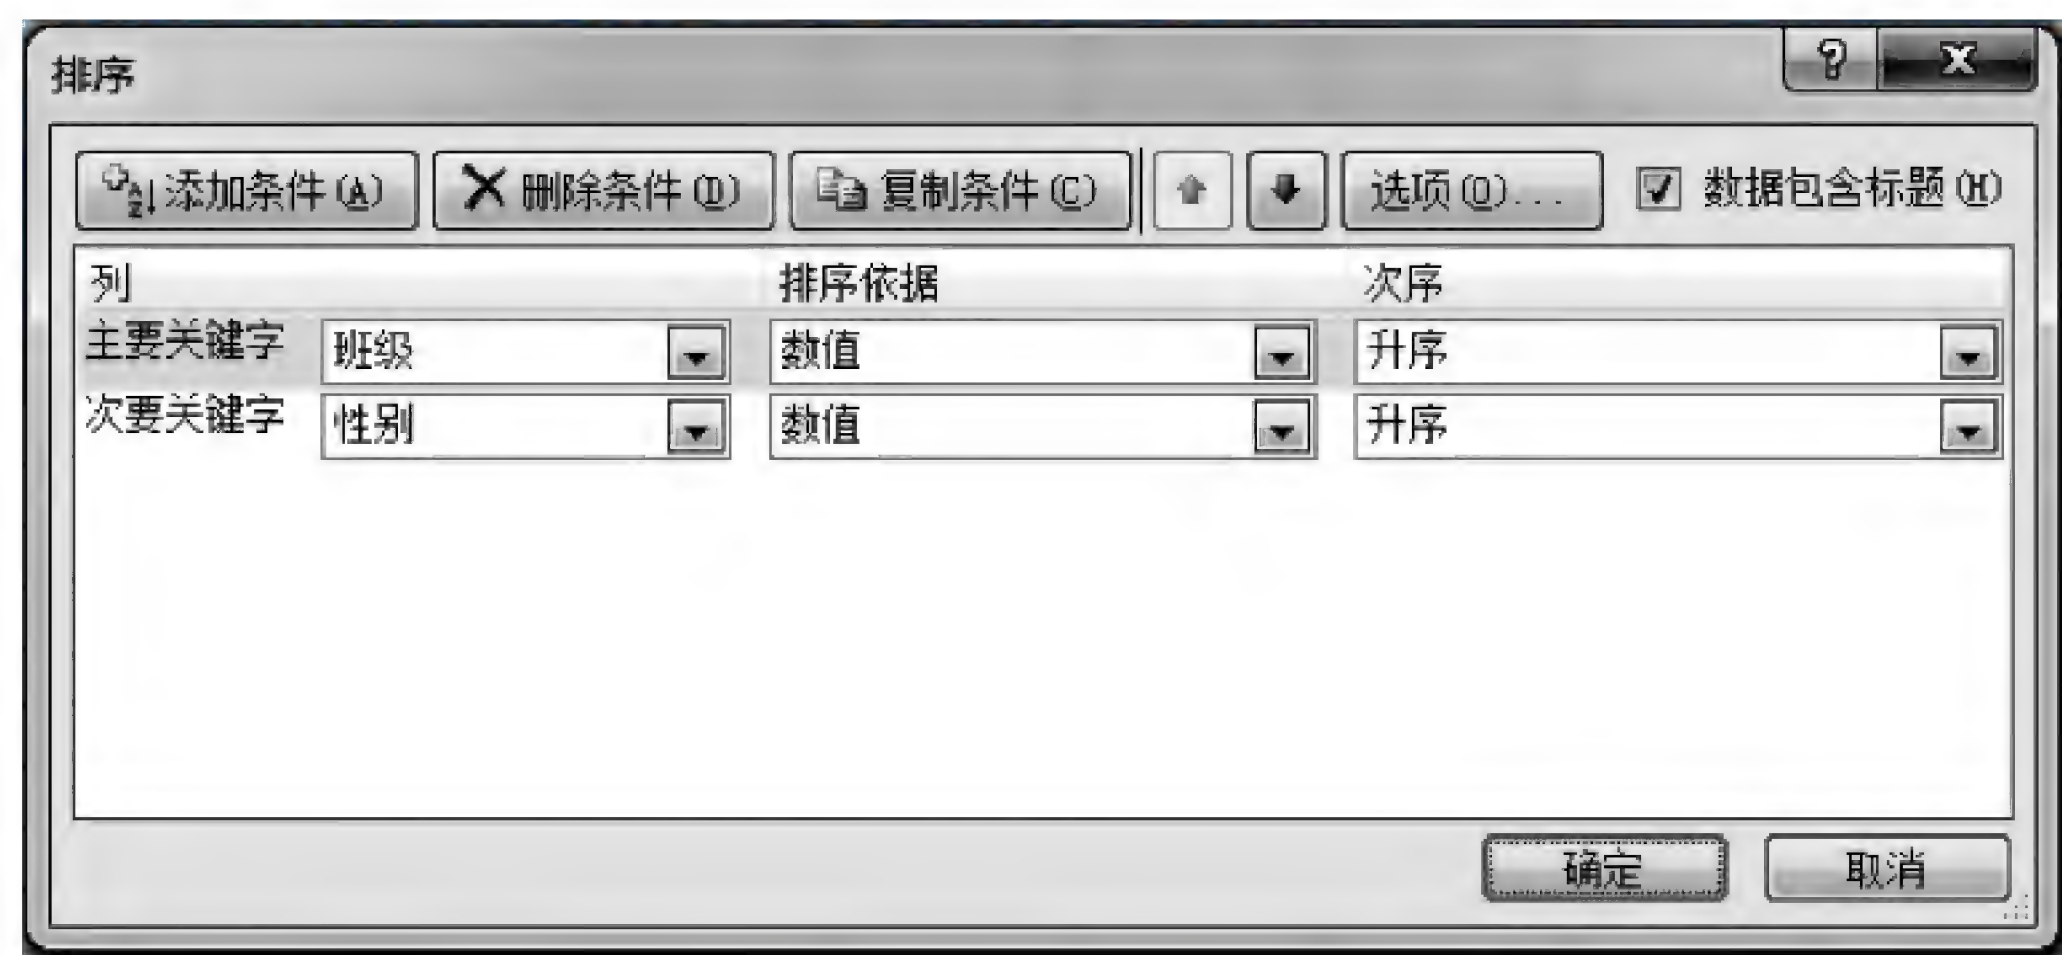 排序
添加条件(A) 删除条件(D) 复制条件(C) 选项(O)... 数据包含标题(H)
列 排序依据 次序
主要关键字 班级 数值 升序
次要关键字 性别 数值 升序
确定 取消